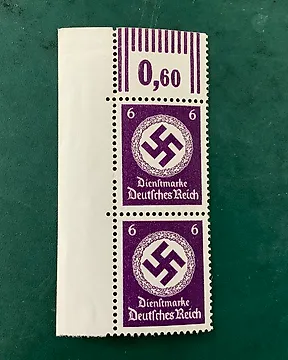 0,60
6 6
Dienstmarke
Deutsches Reich
6 6
Dienstmarke
Deutsches Reich